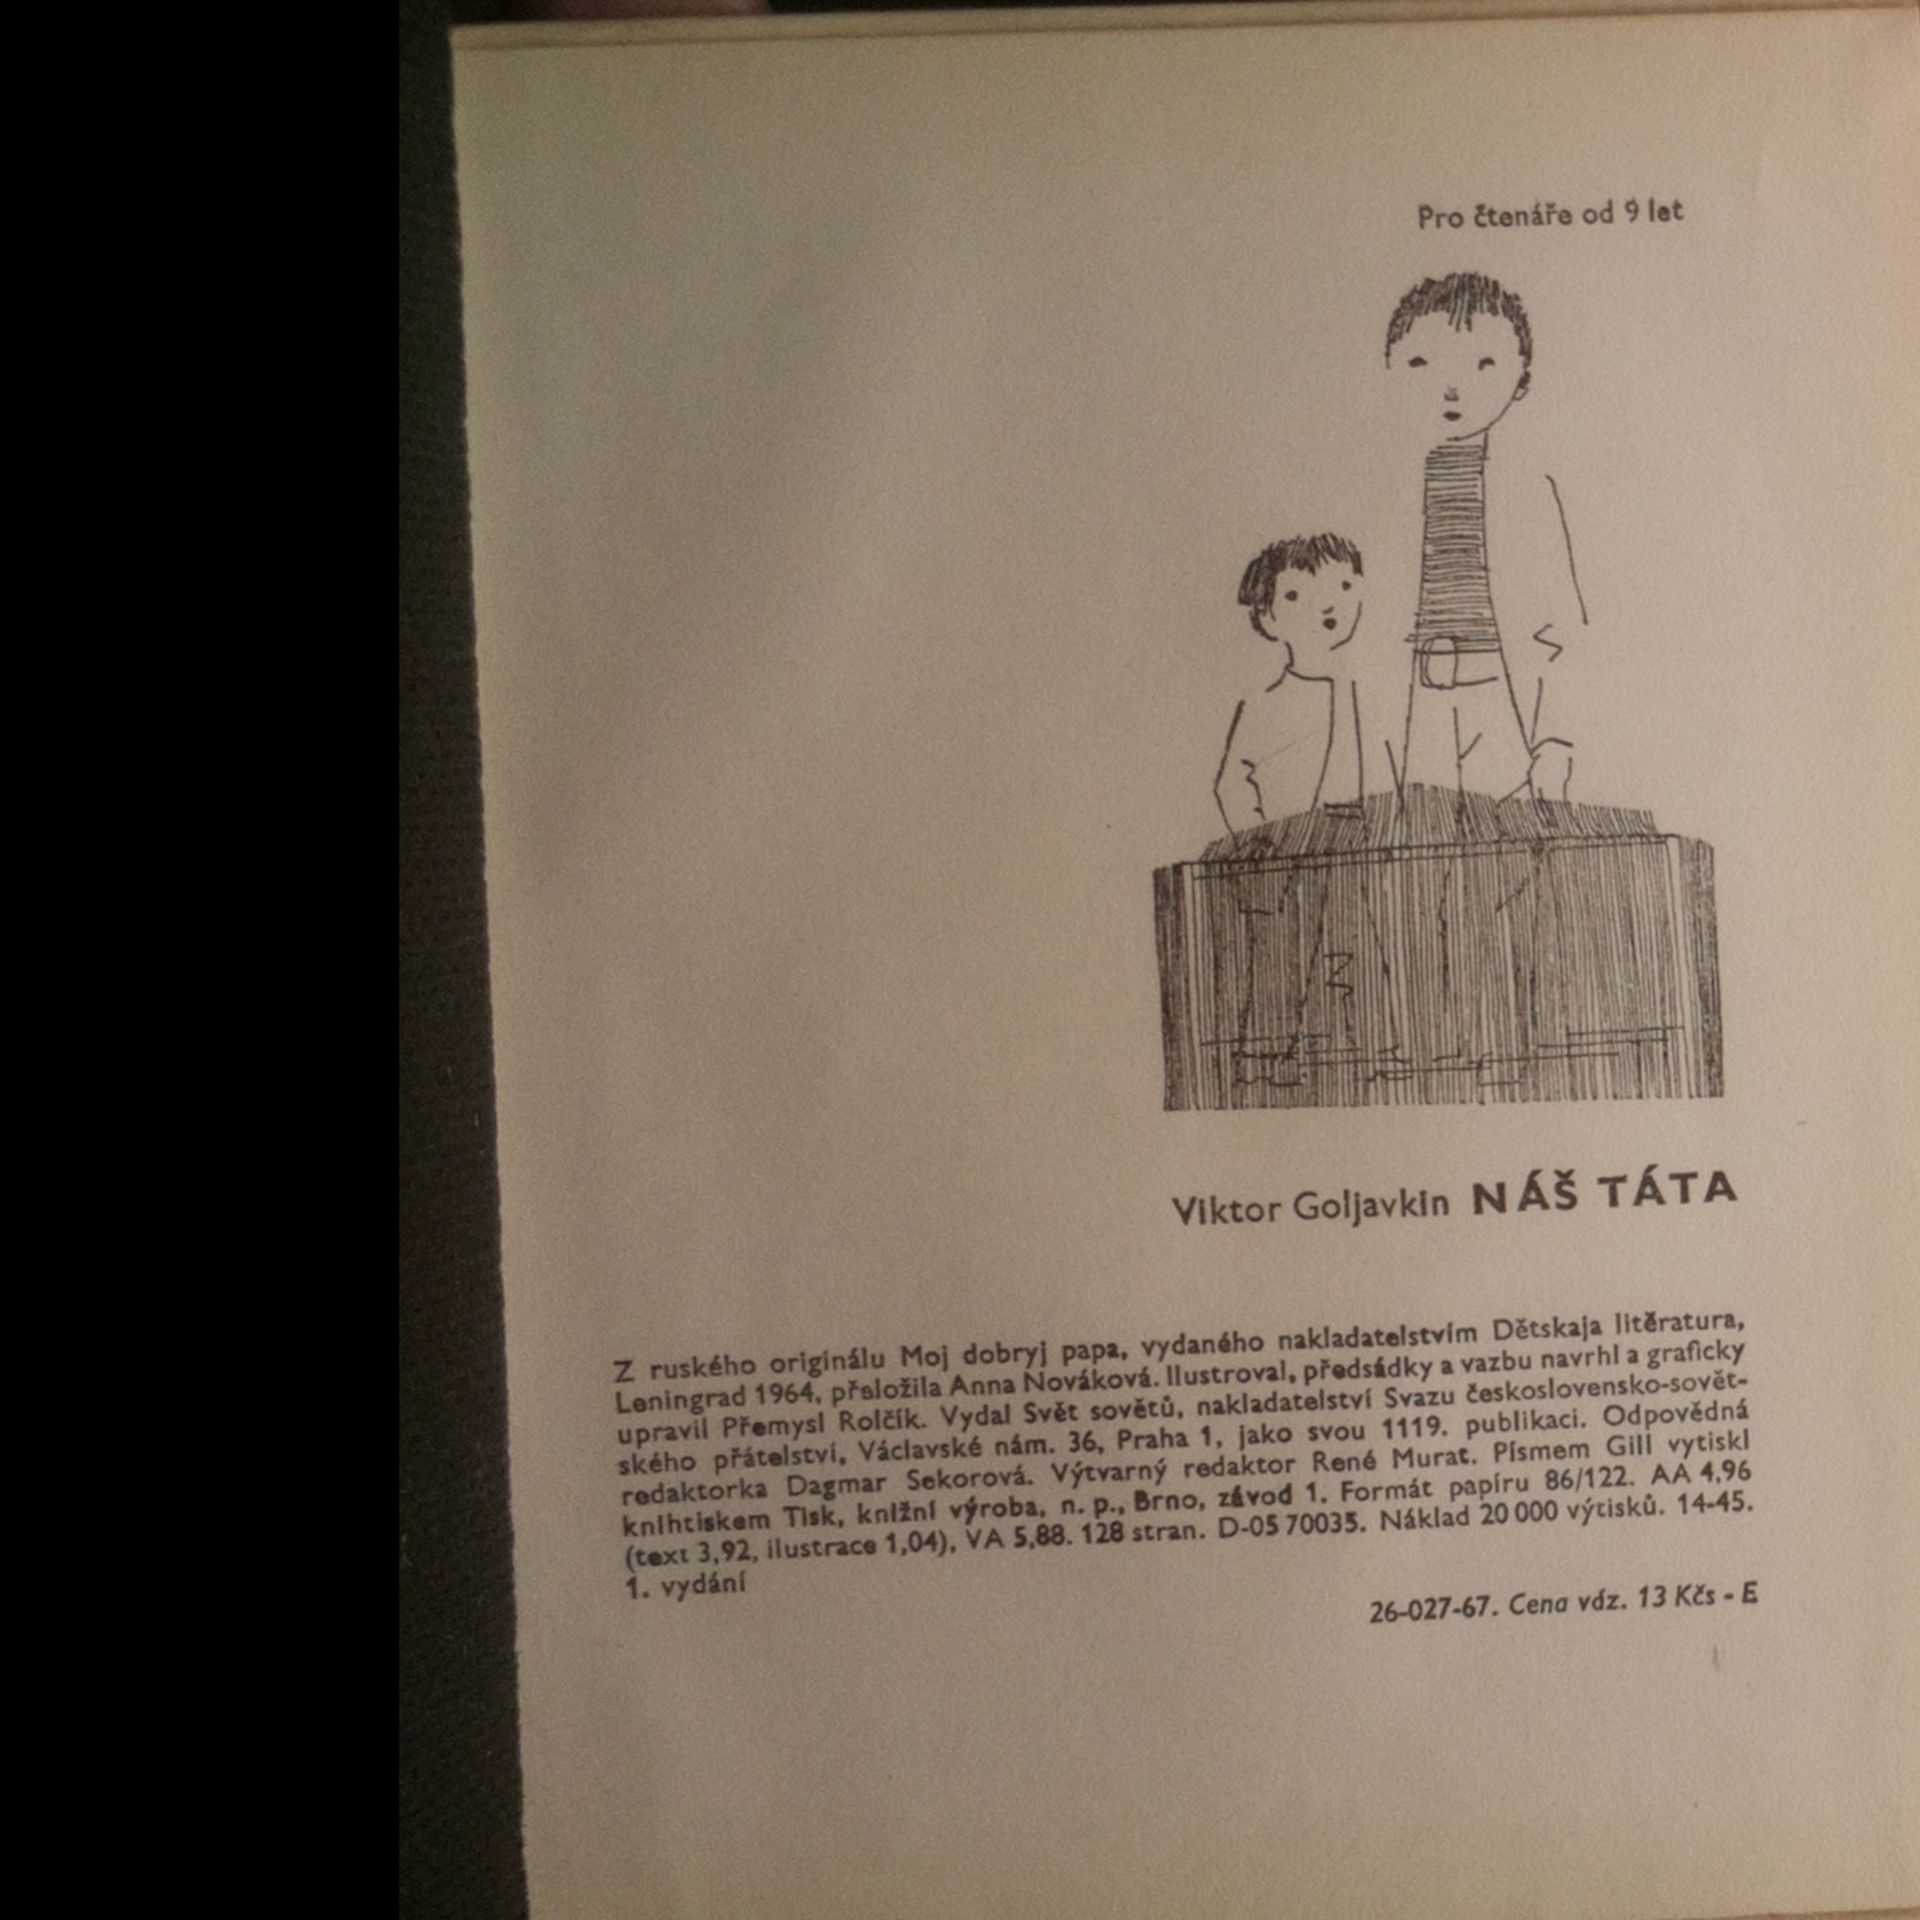 Pro čtenáře od 9 let
Viktor Goljavkin NÁŠ TÁTA
Z ruského originálu Moj dobryj papa, vydaného nakladatelstvím Dětskaja litěratura,
Leningrad 1964, přeložila Anna Nováková. Ilustroval, předsádky a vazbu navrhl a graficky
upravil Přemysl Rolčík. Vydal Svět sovětů, nakladatelství Svazu československo-sovět-
ského přátelství, Václavské nám. 36, Praha 1, jako svou 1119. publikaci. Odpovědná
redaktorka Dagmar Sekorová. Výtvarný redaktor René Murat. Písmem Gill vytiskl
knihtiskem Tisk, knižní výroba, n. p., Brno, závod 1. Formát papíru 86/122. AA 4,96
(text 3,92, ilustrace 1,04), VA 5,88. 128 stran. D-05 70035. Náklad 20 000 výtisků. 14-45.
1. vydání
26-027-67. Cena vdz. 13 Kčs - E